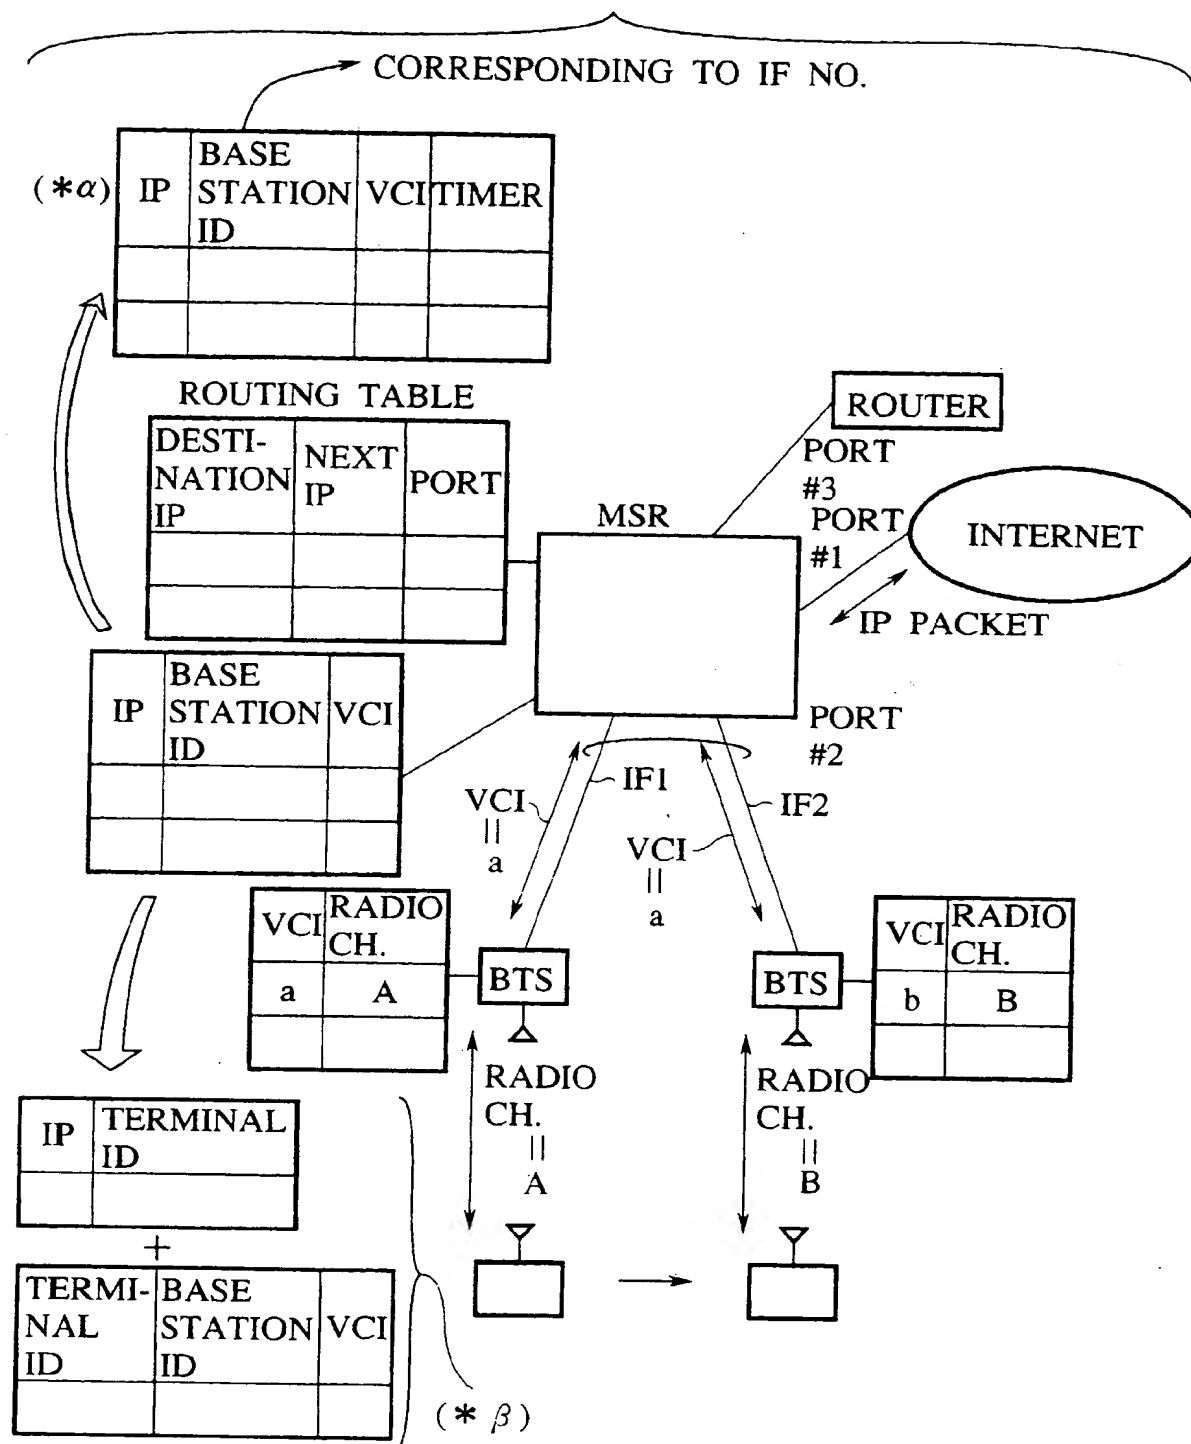 CORRESPONDING TO IF NO.
(*α)
IP
BASE
STATION
ID
VCI
TIMER
ROUTING TABLE
DESTI-
NATION
IP
NEXT
IP
PORT
ROUTER
PORT
#3
MSR
PORT
#1
INTERNET
IP PACKET
IP
BASE
STATION
ID
VCI
PORT
#2
IF1
IF2
VCI
=
a
VCI
=
a
VCI
RADIO
CH.
a
A
BTS
BTS
VCI
RADIO
CH.
b
B
RADIO
CH.
=
A
RADIO
CH.
=
B
IP
TERMINAL
ID
+
TERMI-
NAL
ID
BASE
STATION
ID
VCI
(* β)